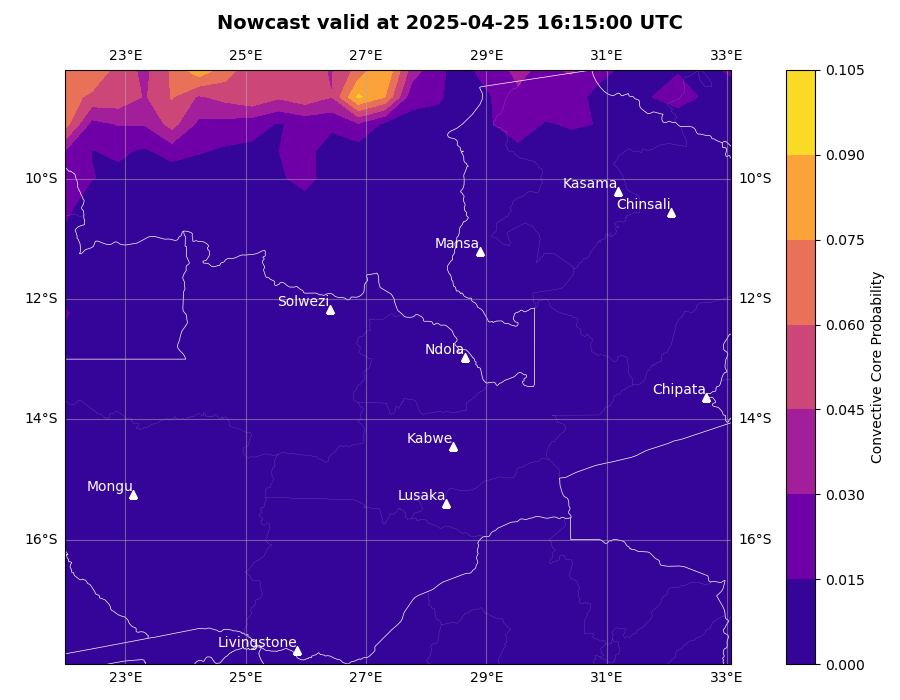 Nowcast valid at 2025-04-25 16:15:00 UTC
23°E 25°E 27°E 29°E 31°E 33°E
0.105
0.090
10°S Kasama 10°S
Chinsali
0.075
Mansa
12°S 12°S
Solwezi
0.060
Ndola
Chipata
14°S 14°S
0.045
Kabwe
Mongu
Lusaka
0.030
16°S 16°S
0.015
Livingstone
0.000
23°E 25°E 27°E 29°E 31°E 33°E
Convective Core Probability